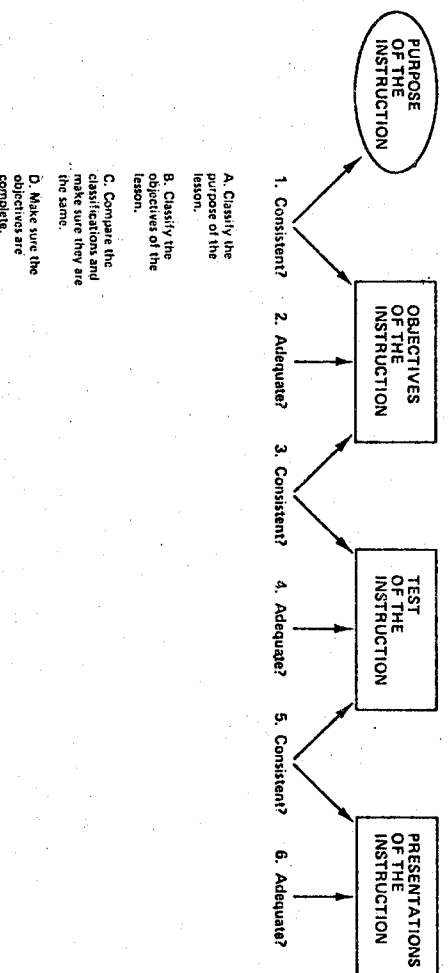 PURPOSE
OF THE
INSTRUCTION
OBJECTIVES
OF THE
INSTRUCTION
TEST
OF THE
INSTRUCTION
PRESENTATIONS
OF THE
INSTRUCTION
1. Consistent?
2. Adequate?
3. Consistent?
4. Adequate?
5. Consistent?
6. Adequate?
A. Classify the
purpose of the
lesson.
B. Classify the
objectives of the
lesson.
C. Compare the
classifications and
make sure they are
the same.
D. Make sure the
objectives are
complete.